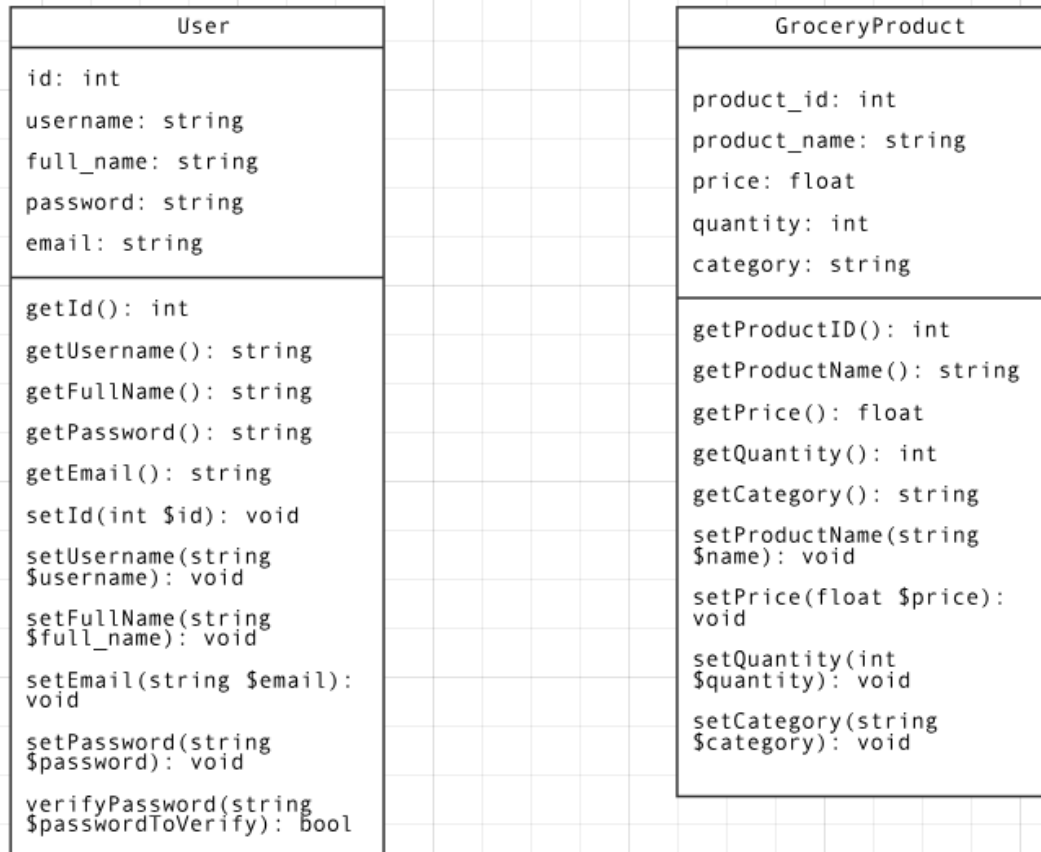 User
id: int
username: string
full_name: string
password: string
email: string
getId(): int
getUsername(): string
getFullName(): string
getPassword(): string
getEmail(): string
setId(int $id): void
setUsername(string
$username): void
setFullName(string
$full_name): void
setEmail(string $email):
void
setPassword(string
$password): void
verifyPassword(string
$passwordToVerify): bool
GroceryProduct
product_id: int
product_name: string
price: float
quantity: int
category: string
getProductID(): int
getProductName(): string
getPrice(): float
getQuantity(): int
getCategory(): string
setProductName(string
$name): void
setPrice(float $price):
void
setQuantity(int
$quantity): void
setCategory(string
$category): void